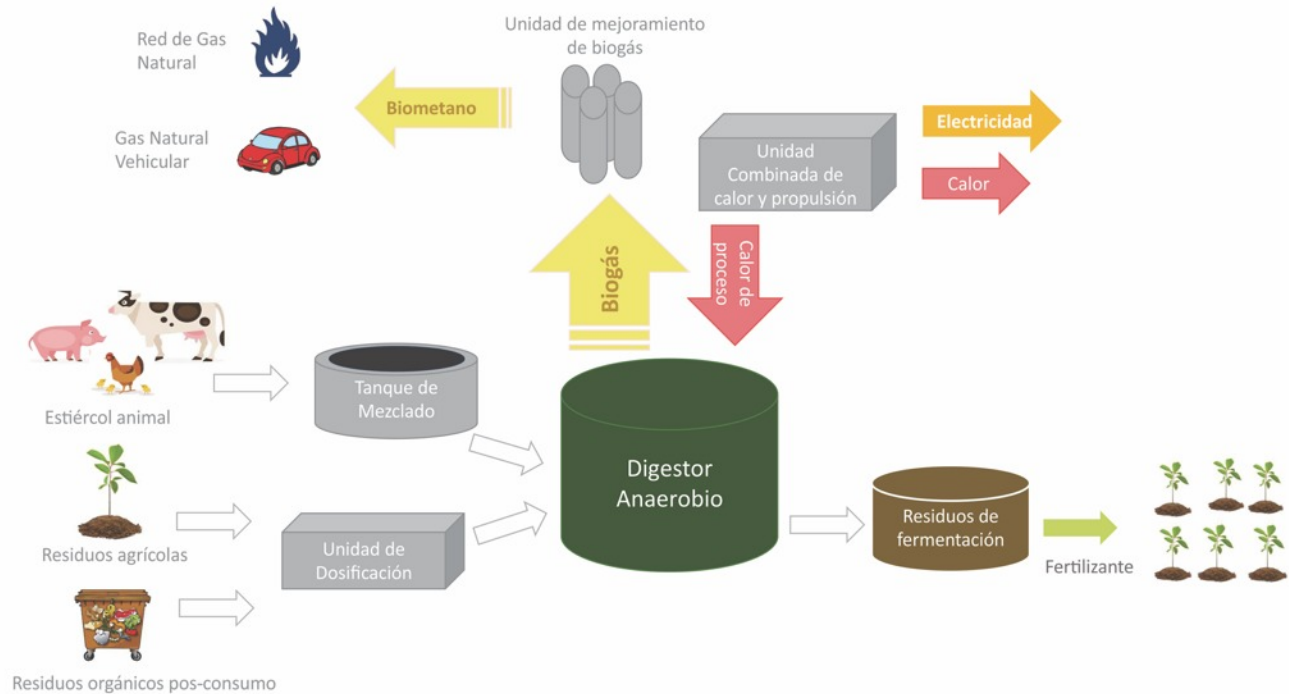 Red de Gas
Natural
Gas Natural
Vehicular
Biometano
Unidad de mejoramiento
de biogás
Unidad
Combinada de
calor y propulsión
Electricidad
Calor
Biogás
Calor de
proceso
Estiércol animal
Tanque de
Mezclado
Residuos agrícolas
Unidad de
Dosificación
Residuos orgánicos pos-consumo
Digestor
Anaerobio
Residuos de
fermentación
Fertilizante